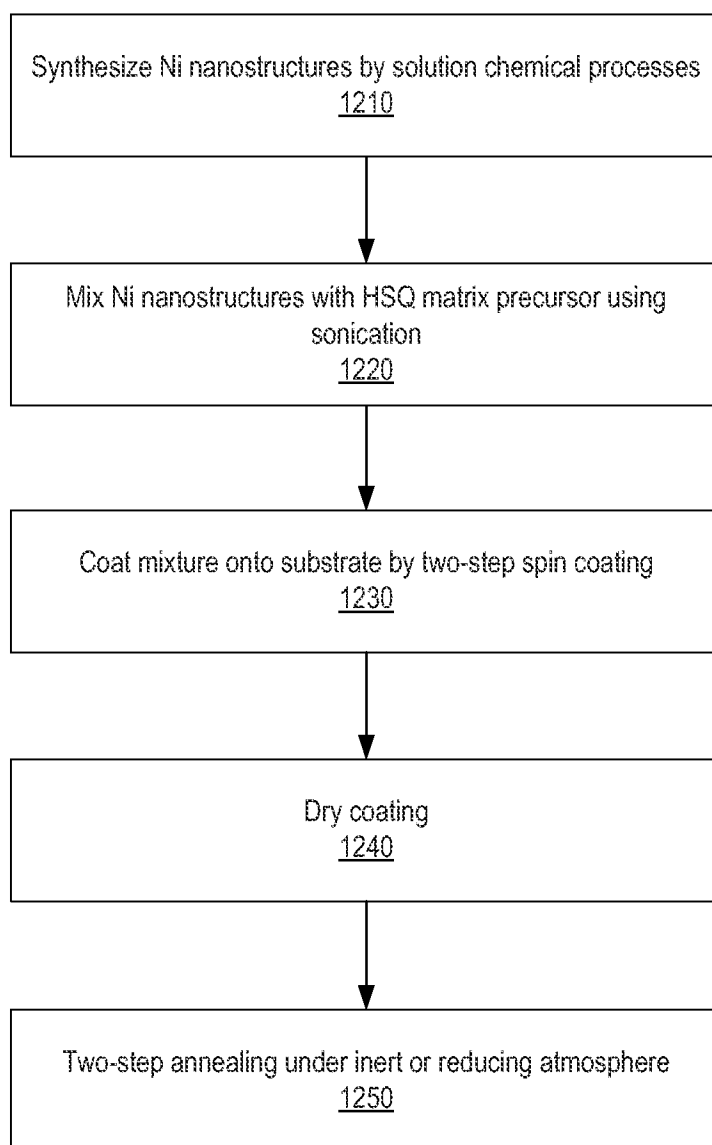 Synthesize Ni nanostructures by solution chemical processes
1210
Mix Ni nanostructures with HSQ matrix precursor using
sonication
1220
Coat mixture onto substrate by two-step spin coating
1230
Dry coating
1240
Two-step annealing under inert or reducing atmosphere
1250